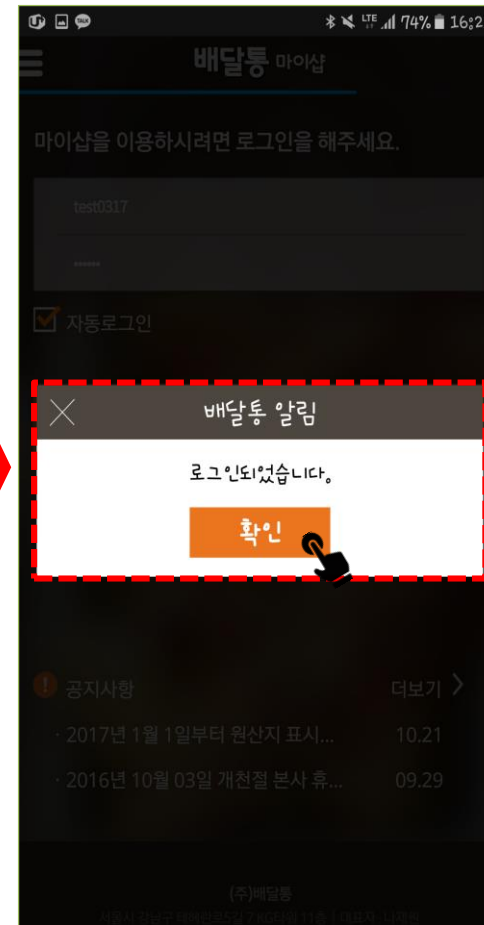 TALK LTE 74% 16:2
배달통 마이샵
마이샵을 이용하시려면 로그인을 해주세요.
test0317
••••••
자동로그인
배달통 알림
로그인되었습니다.
확인
공지사항 더보기
· 2017년 1월 1일부터 원산지 표시... 10.21
· 2016년 10월 03일 개천절 본사 휴... 09.29
(주)배달통